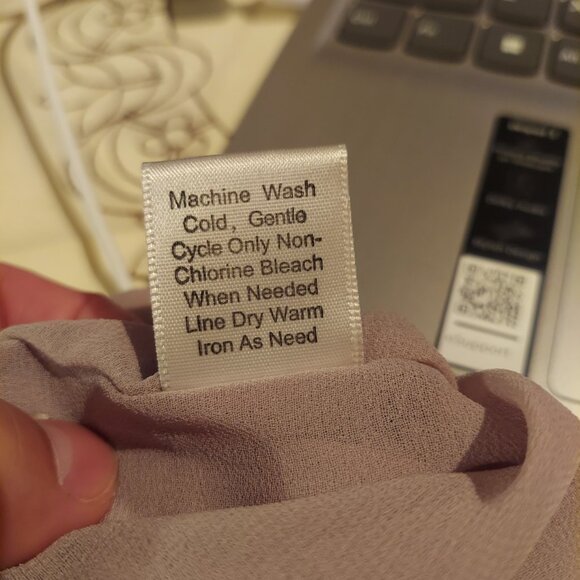 Machine Wash
Cold, Gentle
Cycle Only Non-
Chlorine Bleach
When Needed
Line Dry Warm
Iron As Need